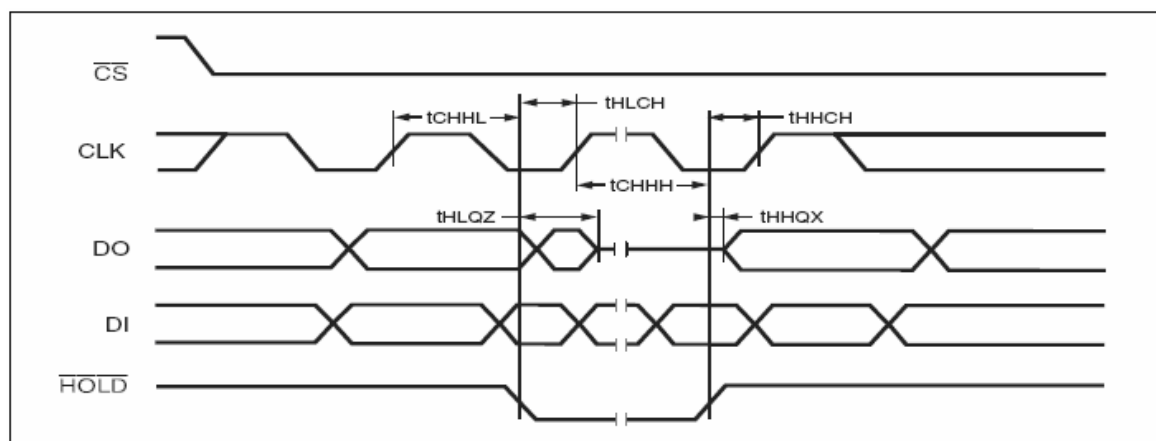 CS
tHLCH
tCHHL
tHHCH
CLK
tCHHH
tHLQZ
tHHQX
DO
DI
HOLD